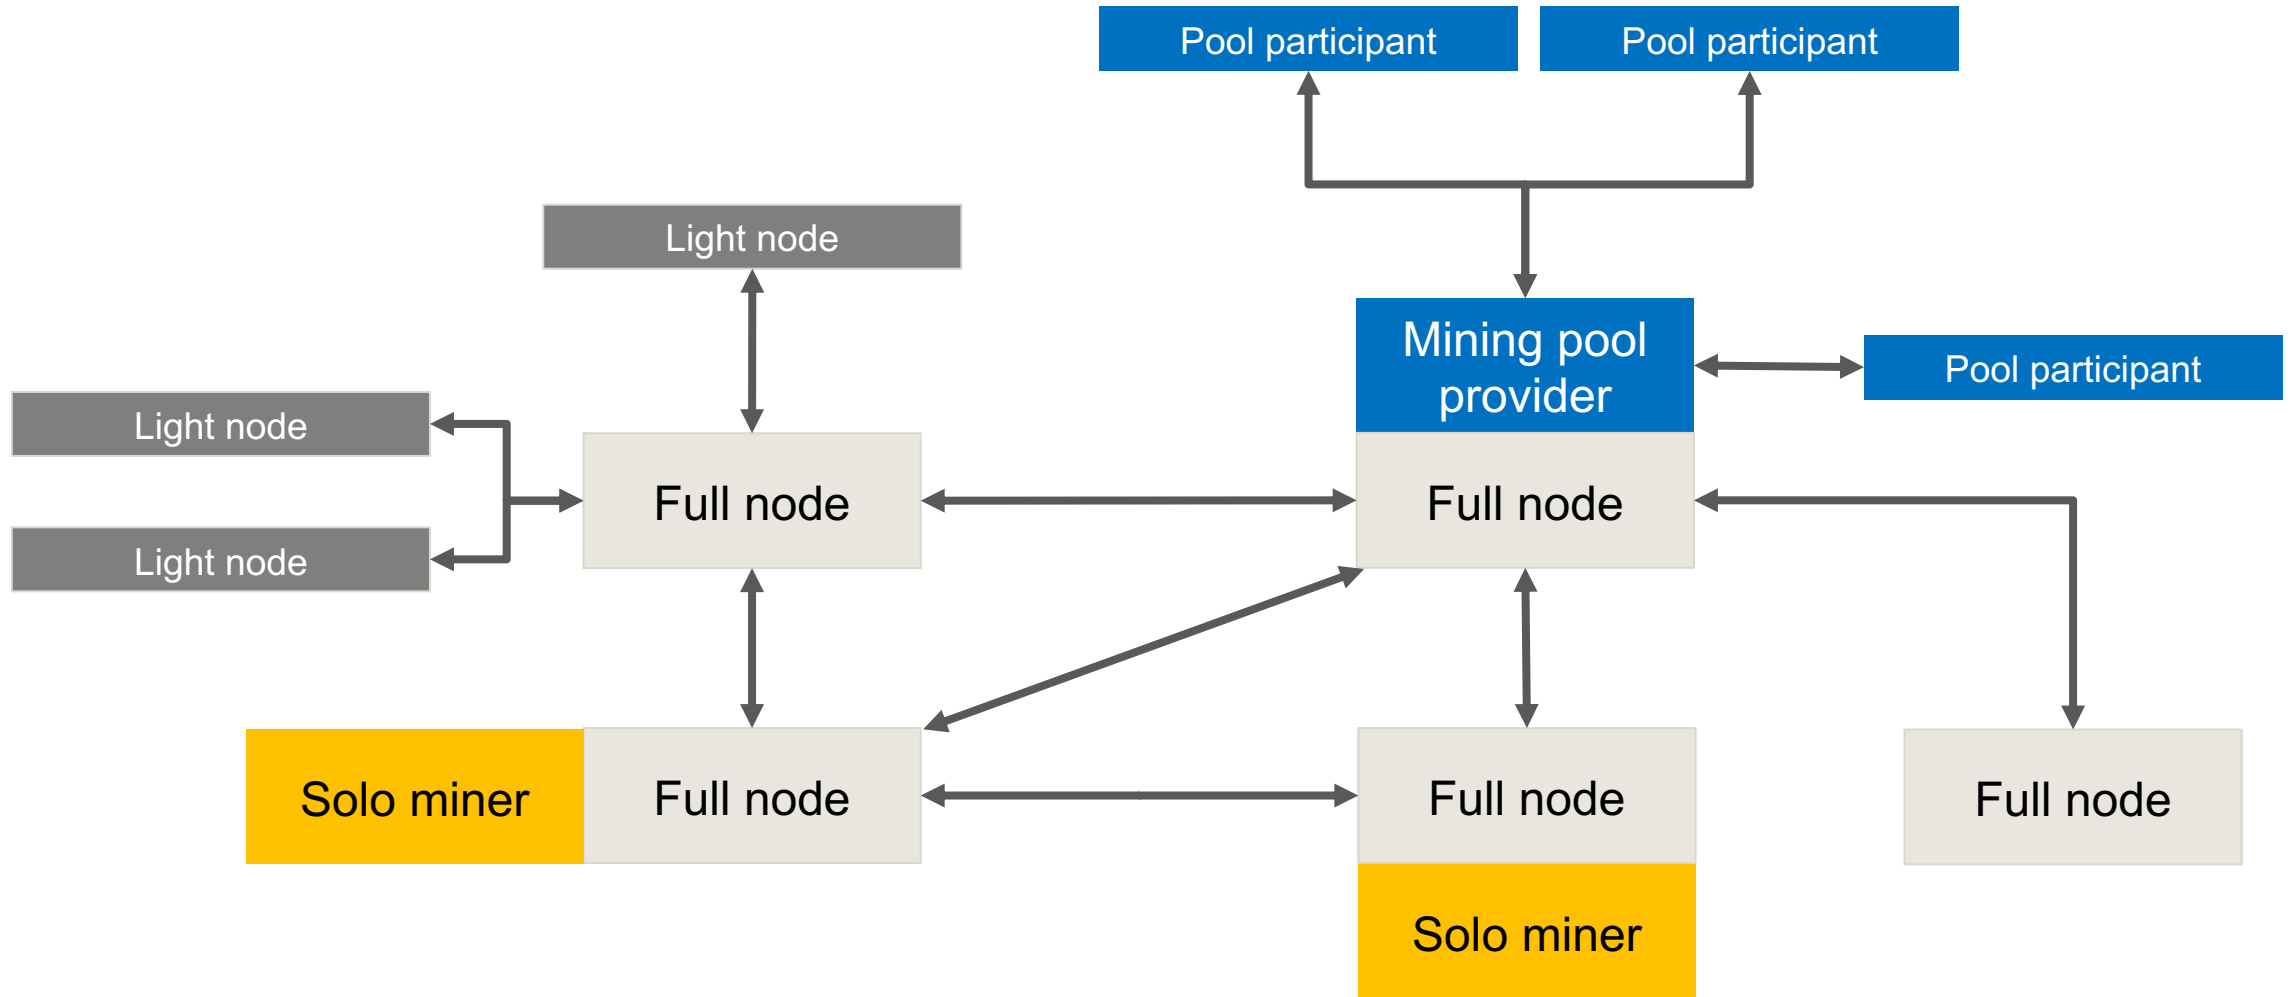 Pool participant
Pool participant
Light node
Mining pool
provider
Pool participant
Light node
Full node
Full node
Light node
Solo miner
Full node
Full node
Full node
Solo miner